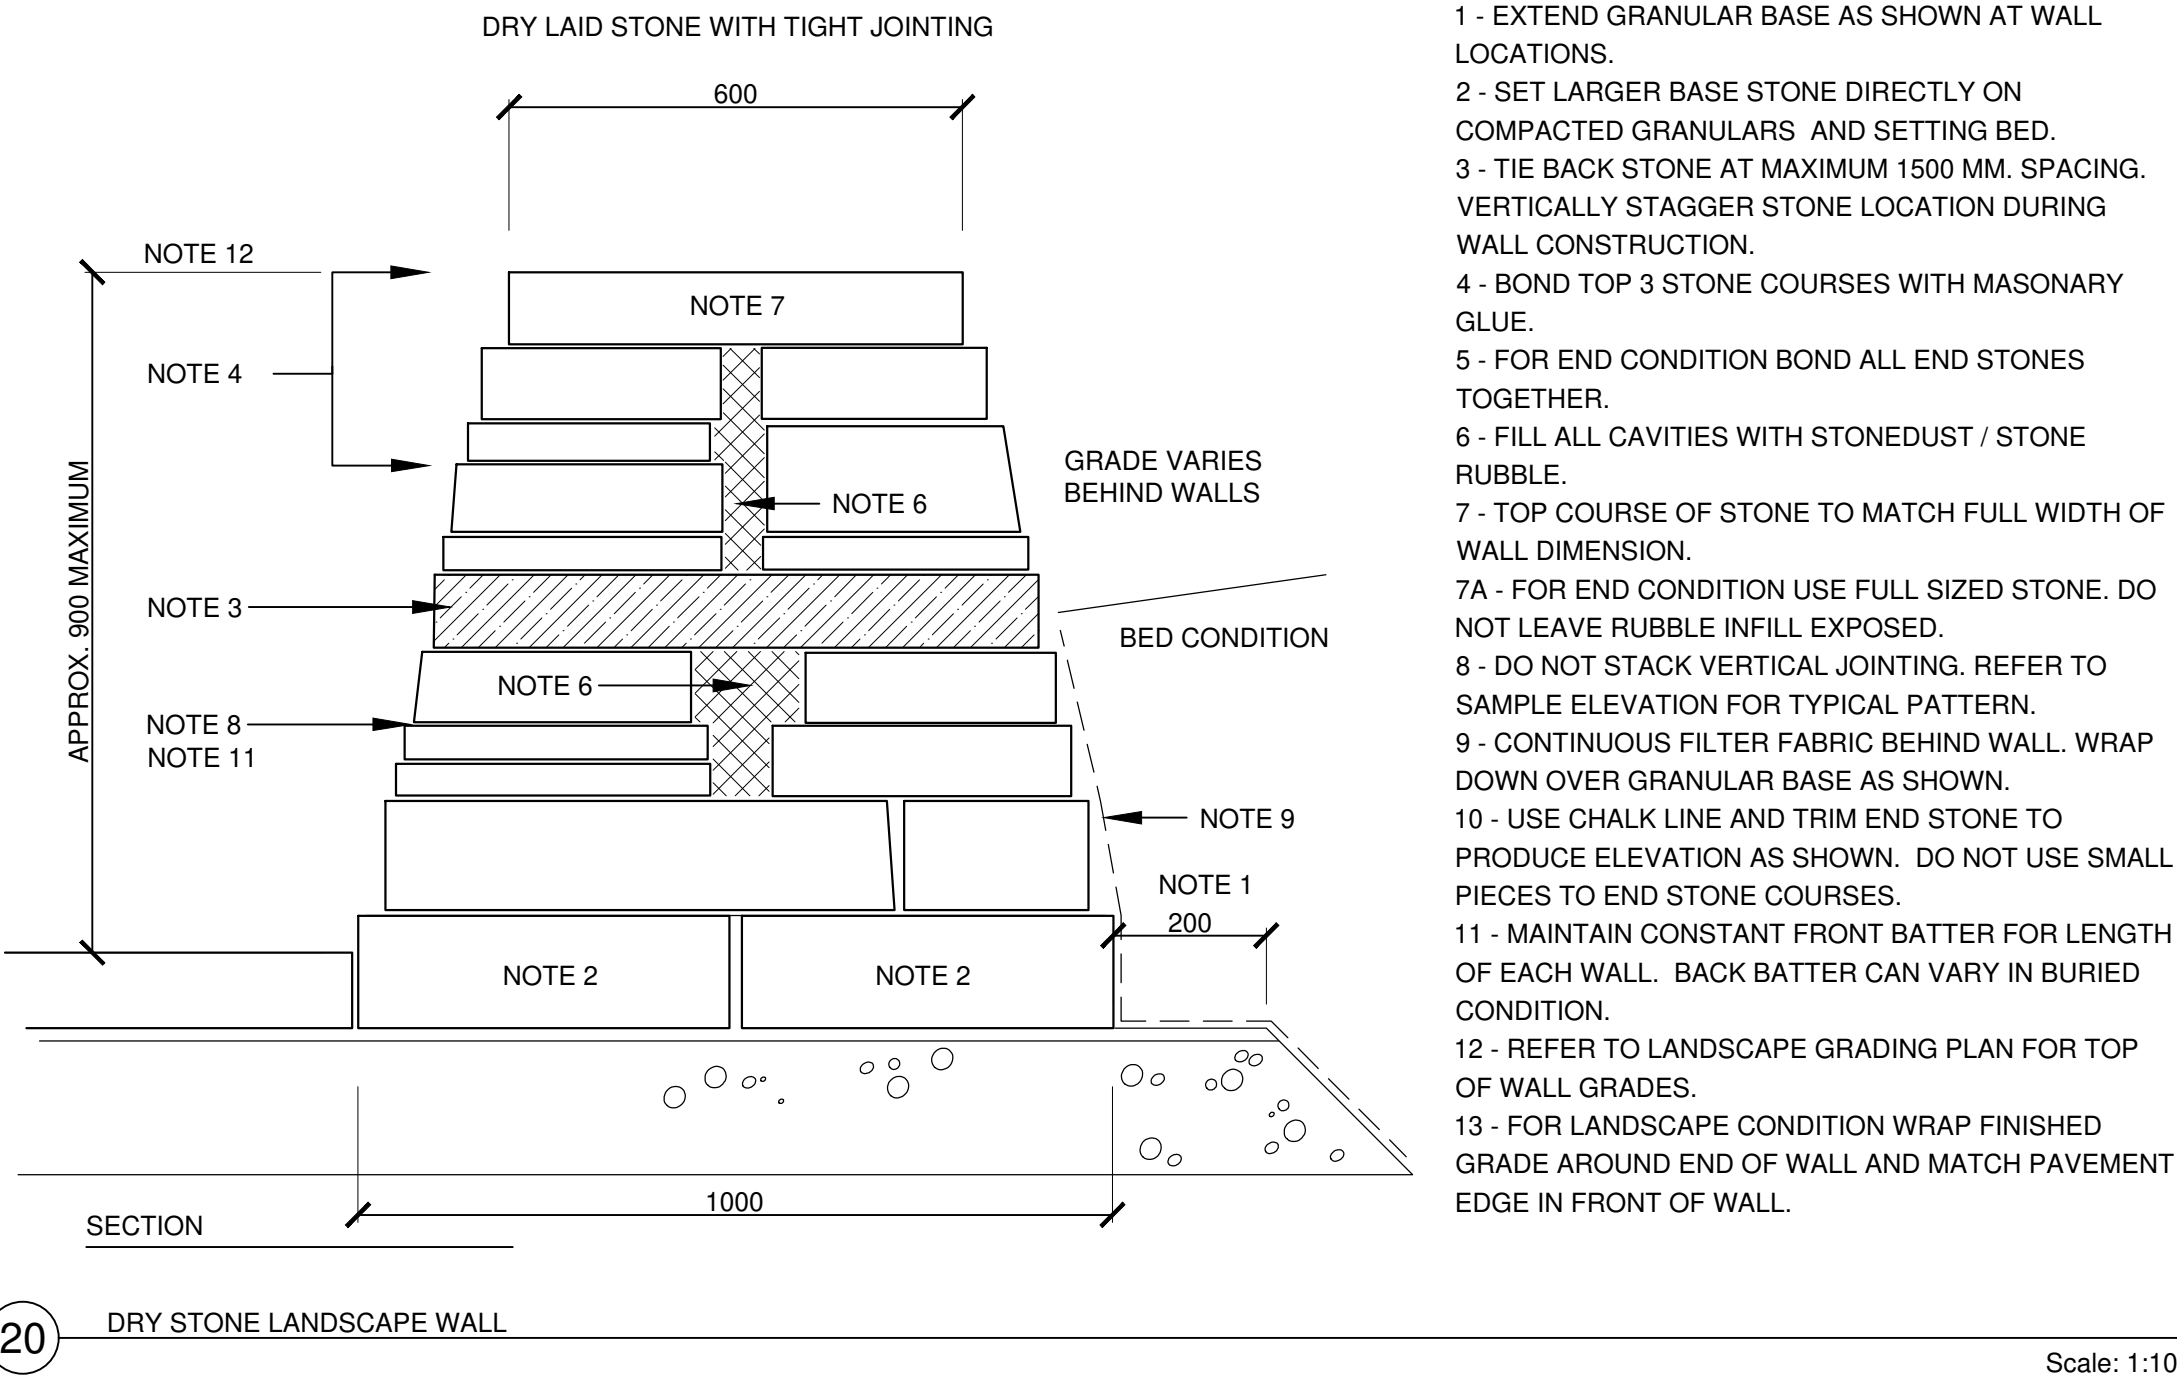 DRY LAID STONE WITH TIGHT JOINTING
600
NOTE 12
NOTE 7
NOTE 4
GRADE VARIES
BEHIND WALLS
NOTE 6
APPROX. 900 MAXIMUM
NOTE 3
BED CONDITION
NOTE 6
NOTE 8
NOTE 11
NOTE 9
NOTE 1
200
NOTE 2
NOTE 2
1000
SECTION
1 - EXTEND GRANULAR BASE AS SHOWN AT WALL
LOCATIONS.
2 - SET LARGER BASE STONE DIRECTLY ON
COMPACTED GRANULARS AND SETTING BED.
3 - TIE BACK STONE AT MAXIMUM 1500 MM. SPACING.
VERTICALLY STAGGER STONE LOCATION DURING
WALL CONSTRUCTION.
4 - BOND TOP 3 STONE COURSES WITH MASONARY
GLUE.
5 - FOR END CONDITION BOND ALL END STONES
TOGETHER.
6 - FILL ALL CAVITIES WITH STONEDUST / STONE
RUBBLE.
7 - TOP COURSE OF STONE TO MATCH FULL WIDTH OF
WALL DIMENSION.
7A - FOR END CONDITION USE FULL SIZED STONE. DO
NOT LEAVE RUBBLE INFILL EXPOSED.
8 - DO NOT STACK VERTICAL JOINTING. REFER TO
SAMPLE ELEVATION FOR TYPICAL PATTERN.
9 - CONTINUOUS FILTER FABRIC BEHIND WALL. WRAP
DOWN OVER GRANULAR BASE AS SHOWN.
10 - USE CHALK LINE AND TRIM END STONE TO
PRODUCE ELEVATION AS SHOWN. DO NOT USE SMALL
PIECES TO END STONE COURSES.
11 - MAINTAIN CONSTANT FRONT BATTER FOR LENGTH
OF EACH WALL. BACK BATTER CAN VARY IN BURIED
CONDITION.
12 - REFER TO LANDSCAPE GRADING PLAN FOR TOP
OF WALL GRADES.
13 - FOR LANDSCAPE CONDITION WRAP FINISHED
GRADE AROUND END OF WALL AND MATCH PAVEMENT
EDGE IN FRONT OF WALL.
20
DRY STONE LANDSCAPE WALL
Scale: 1:10